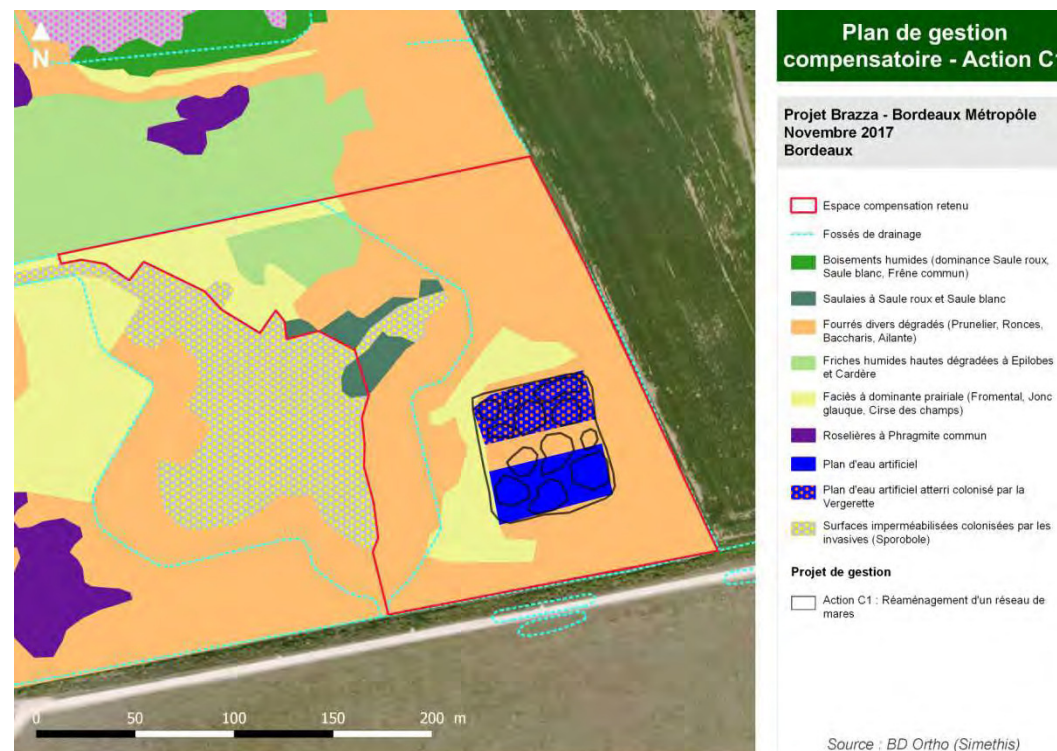 Plan de gestion
compensatoire - Action C1
Projet Brazza - Bordeaux Métropôle
Novembre 2017
Bordeaux
Espace compensation retenu
Fossés de drainage
Boisements humides (dominance Saule roux,
Saule blanc, Frêne commun)
Saulaies à Saule roux et Saule blanc
Fourrés divers dégradés (Prunelier, Ronces,
Baccharis, Ailante)
Friches humides hautes dégradées à Epilobes
et Cardère
Faciès à dominante prairiale (Fromental, Jonc
glauque, Cirse des champs)
Roselières à Phragmite commun
Plan d'eau artificiel
Plan d'eau artificiel atterri colonisé par la
Vergerette
Surfaces imperméabilisées colonisées par les
invasives (Sporobole)
Projet de gestion
Action C1 : Réaménagement d'un réseau de
mares
Source : BD Ortho (Simethis)
N
0 50 100 150 200 m